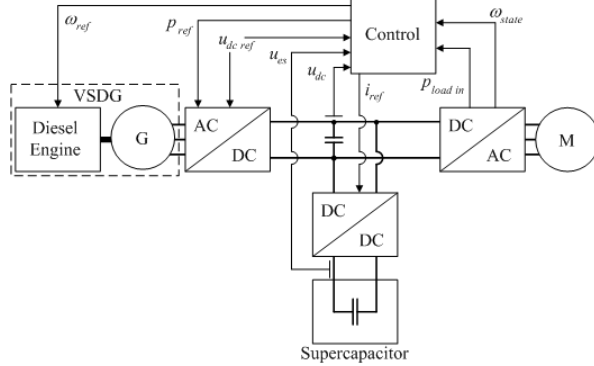 ω_ref
p_ref
u_dc ref
u_es
u_dc
Control
ω_state
i_ref
p_load in
VSDG
Diesel
Engine
G
AC
DC
DC
AC
M
DC
DC
Supercapacitor